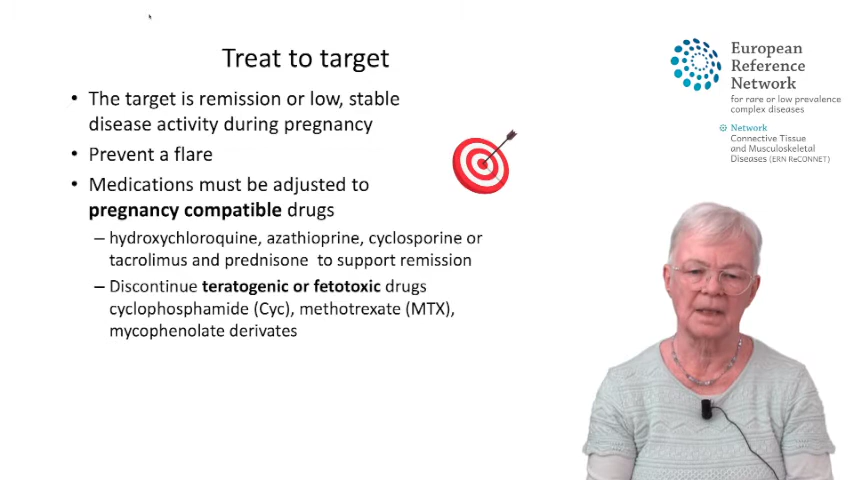 Treat to target
• The target is remission or low, stable
disease activity during pregnancy
• Prevent a flare
• Medications must be adjusted to
pregnancy compatible drugs
– hydroxychloroquine, azathioprine, cyclosporine or
tacrolimus and prednisone to support remission
– Discontinue teratogenic or fetotoxic drugs
cyclophosphamide (Cyc), methotrexate (MTX),
mycophenolate derivates
European
Reference
Network
for rare or low prevalence
complex diseases
Network
Connective Tissue
and Musculoskeletal
Diseases (ERN ReCONNET)